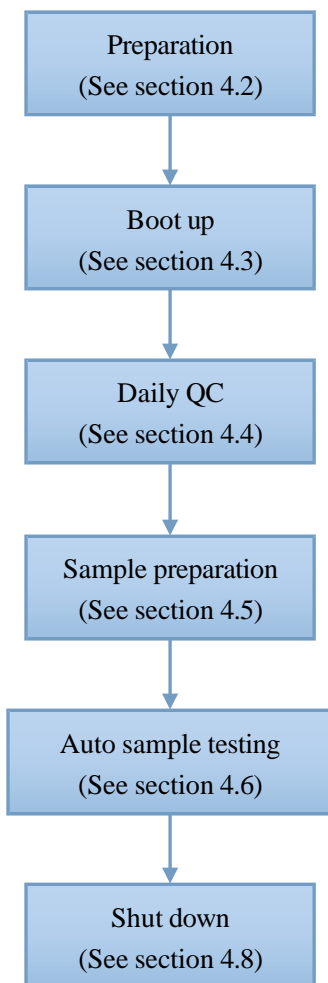 Preparation
(See section 4.2)
Boot up
(See section 4.3)
Daily QC
(See section 4.4)
Sample preparation
(See section 4.5)
Auto sample testing
(See section 4.6)
Shut down
(See section 4.8)